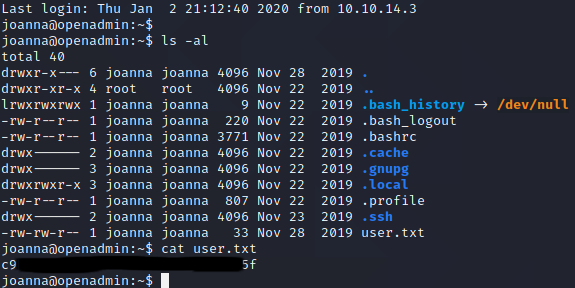 Last login: Thu Jan  2 21:12:40 2020 from 10.10.14.3
joanna@openadmin:~$
joanna@openadmin:~$ ls -al
total 40
drwxr-x--- 6 joanna joanna 4096 Nov 28  2019 .
drwxr-xr-x 4 root   root   4096 Nov 22  2019 ..
lrwxrwxrwx 1 joanna joanna    9 Nov 22  2019 .bash_history -> /dev/null
-rw-r--r-- 1 joanna joanna  220 Nov 22  2019 .bash_logout
-rw-r--r-- 1 joanna joanna 3771 Nov 22  2019 .bashrc
drwx------ 2 joanna joanna 4096 Nov 22  2019 .cache
drwx------ 3 joanna joanna 4096 Nov 22  2019 .gnupg
drwxrwxr-x 3 joanna joanna 4096 Nov 22  2019 .local
-rw-r--r-- 1 joanna joanna  807 Nov 22  2019 .profile
drwx------ 2 joanna joanna 4096 Nov 23  2019 .ssh
-rw-rw-r-- 1 joanna joanna   33 Nov 28  2019 user.txt
joanna@openadmin:~$ cat user.txt
c9 f
joanna@openadmin:~$